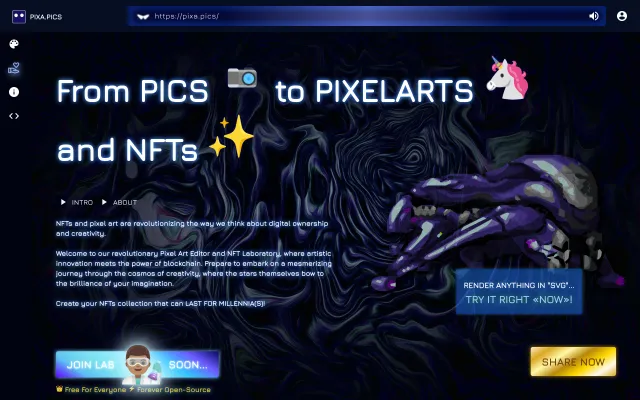 PIXA.PICS
https://pixa.pics/
From PICS to PIXELARTS
and NFTs
INTRO ABOUT
NFTs and pixel art are revolutionizing the way we think about digital ownership
and creativity.
Welcome to our revolutionary Pixel Art Editor and NFT Laboratory, where artistic
innovation meets the power of blockchain. Prepare to embark on a mesmerizing
journey through the cosmos of creativity, where the stars themselves bow to
the brilliance of your imagination.
Create your NFTs collection that can LAST FOR MILLENNIA(S)!
RENDER ANYTHING IN "SVG"...
TRY IT RIGHT «NOW»!
JOIN LAB SOON...
SHARE NOW
Free For Everyone Forever Open-Source